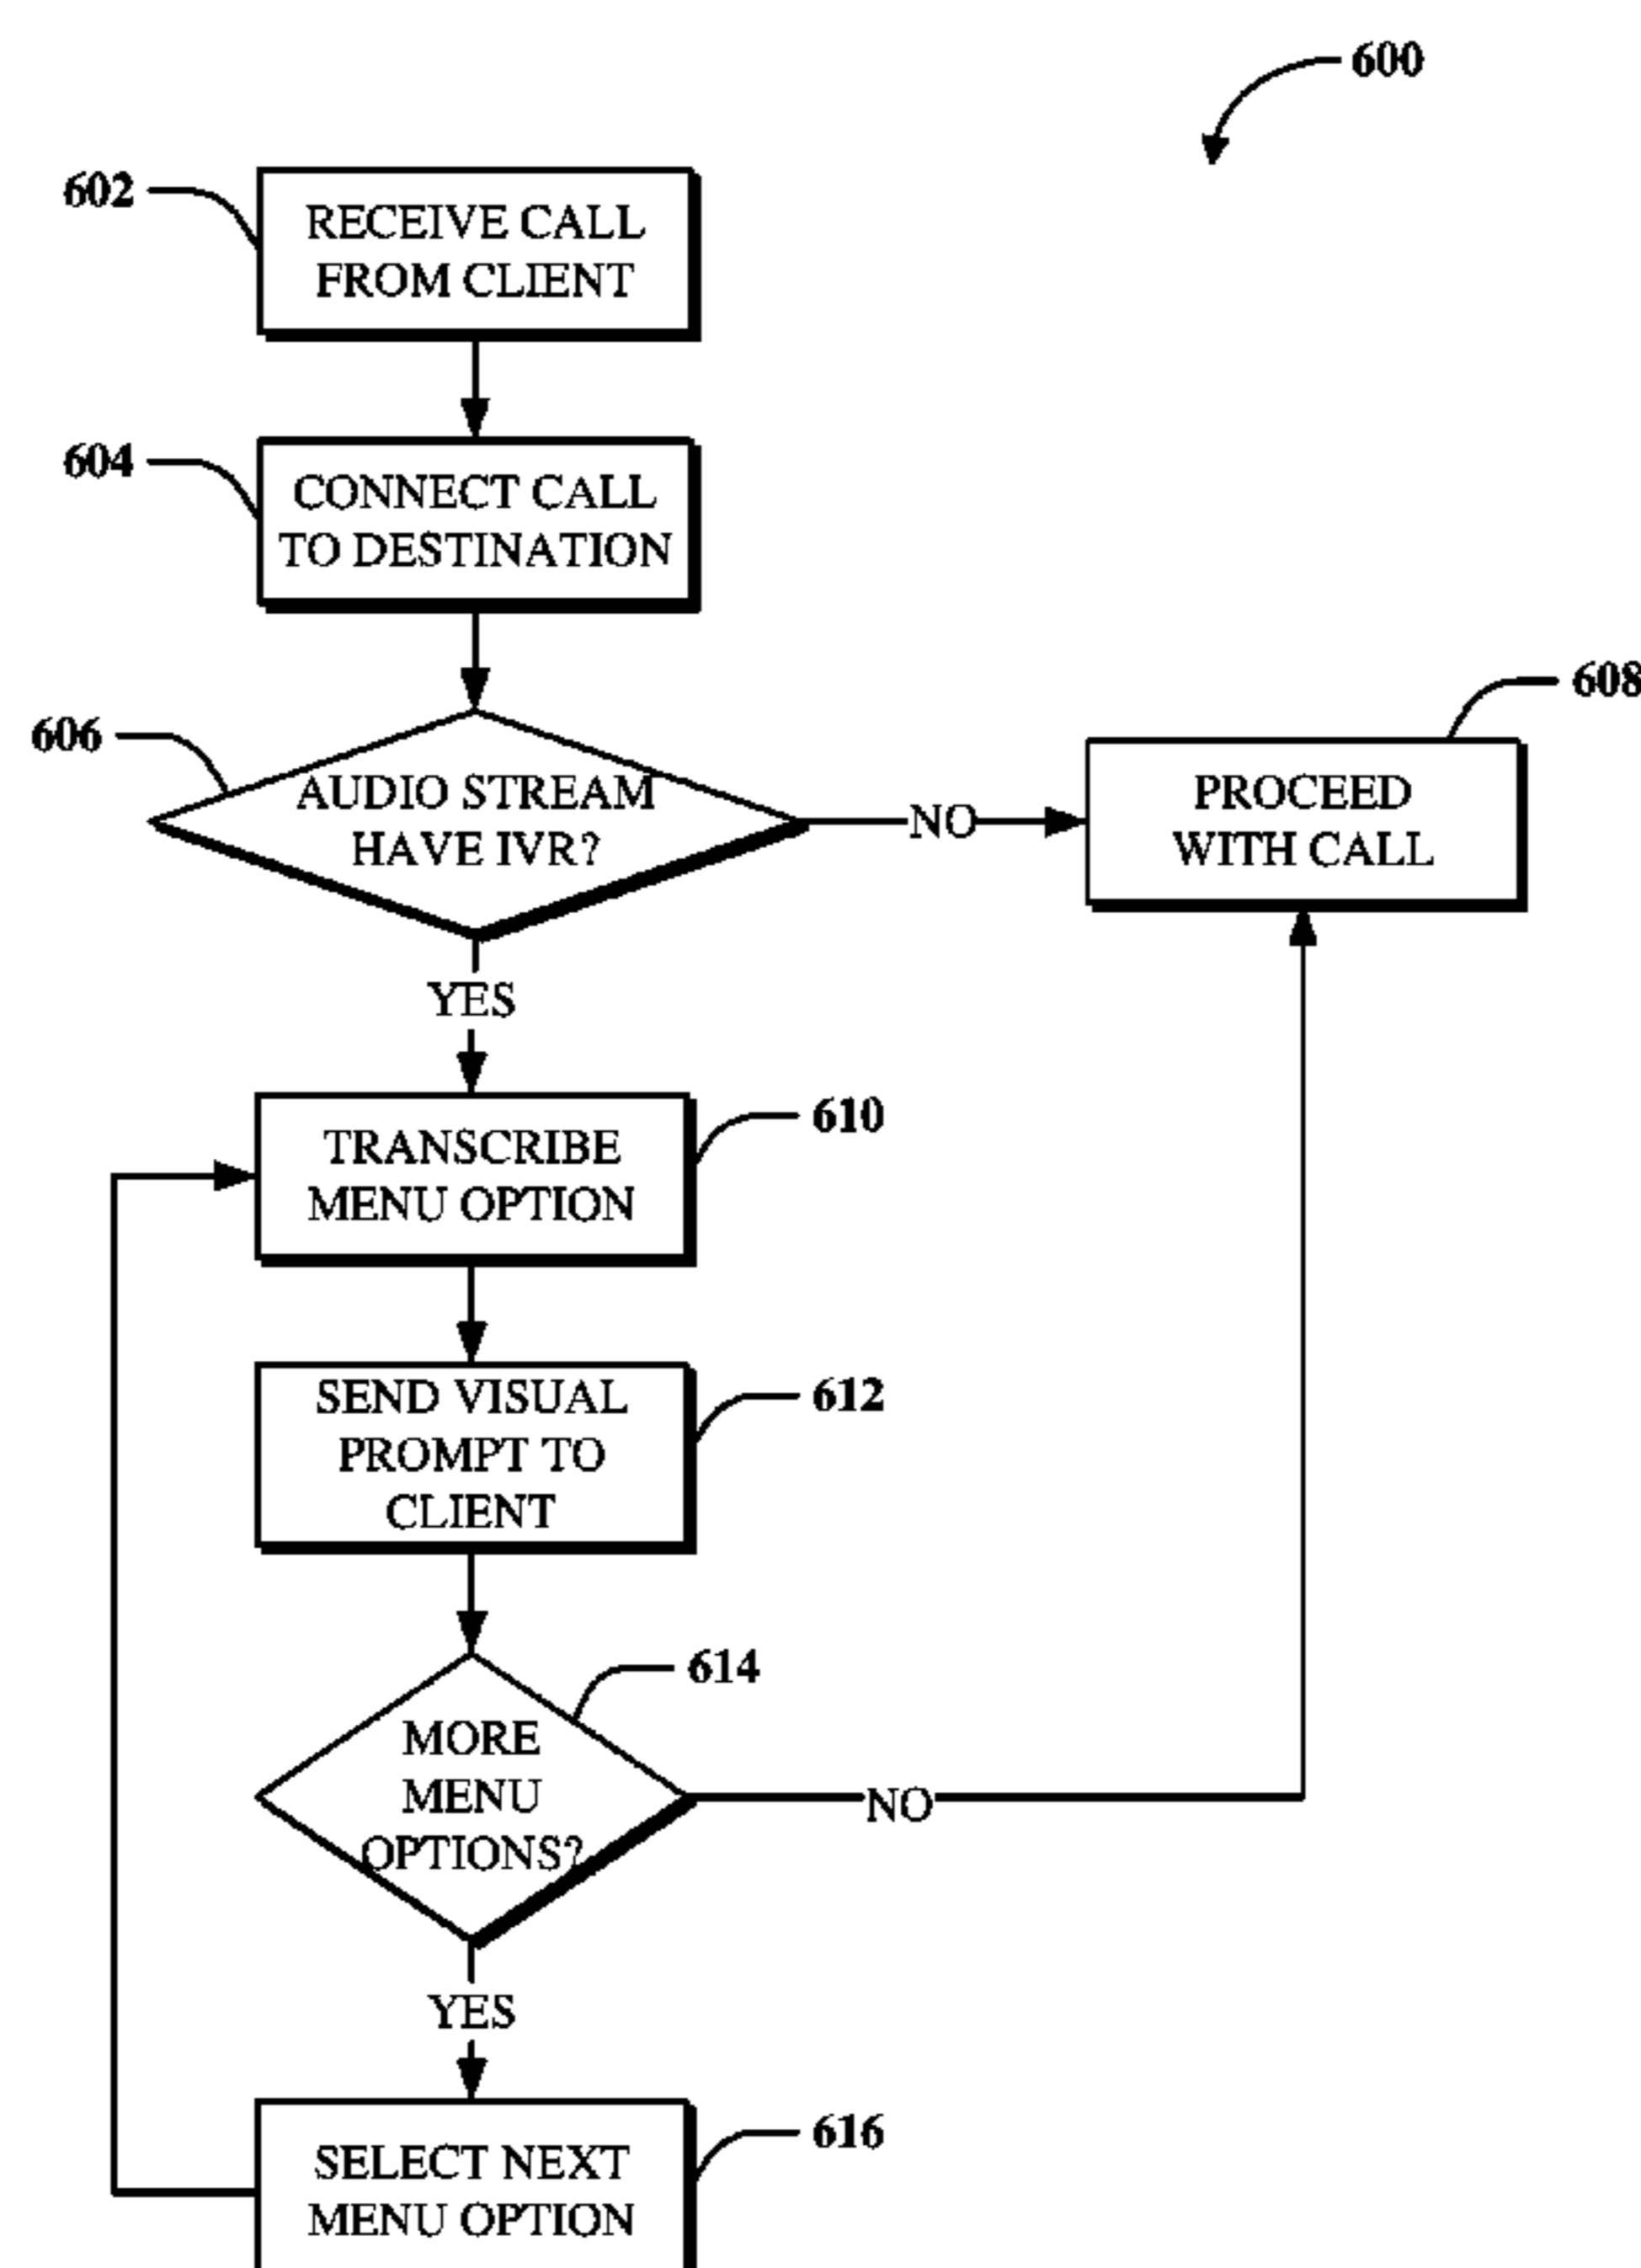 600
602
RECEIVE CALL
FROM CLIENT
604
CONNECT CALL
TO DESTINATION
606
AUDIO STREAM
HAVE IVR?
NO
608
PROCEED
WITH CALL
YES
610
TRANSCRIBE
MENU OPTION
612
SEND VISUAL
PROMPT TO
CLIENT
614
MORE
MENU
OPTIONS?
NO
YES
616
SELECT NEXT
MENU OPTION